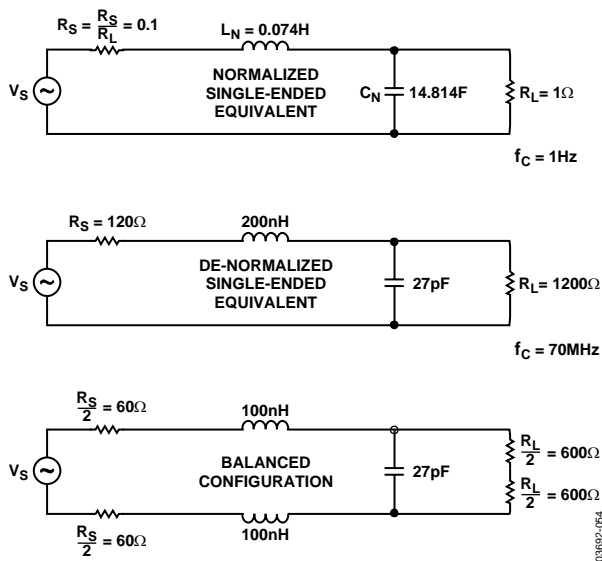 R_S = R_S/R_L = 0.1
L_N = 0.074H
V_S
NORMALIZED
SINGLE-ENDED
EQUIVALENT
C_N
14.814F
R_L = 1Ω
f_C = 1Hz
R_S = 120Ω
200nH
V_S
DE-NORMALIZED
SINGLE-ENDED
EQUIVALENT
27pF
R_L = 1200Ω
f_C = 70MHz
R_S/2 = 60Ω
100nH
V_S
BALANCED
CONFIGURATION
27pF
R_L/2 = 600Ω
R_L/2 = 600Ω
R_S/2 = 60Ω
100nH
03692-054